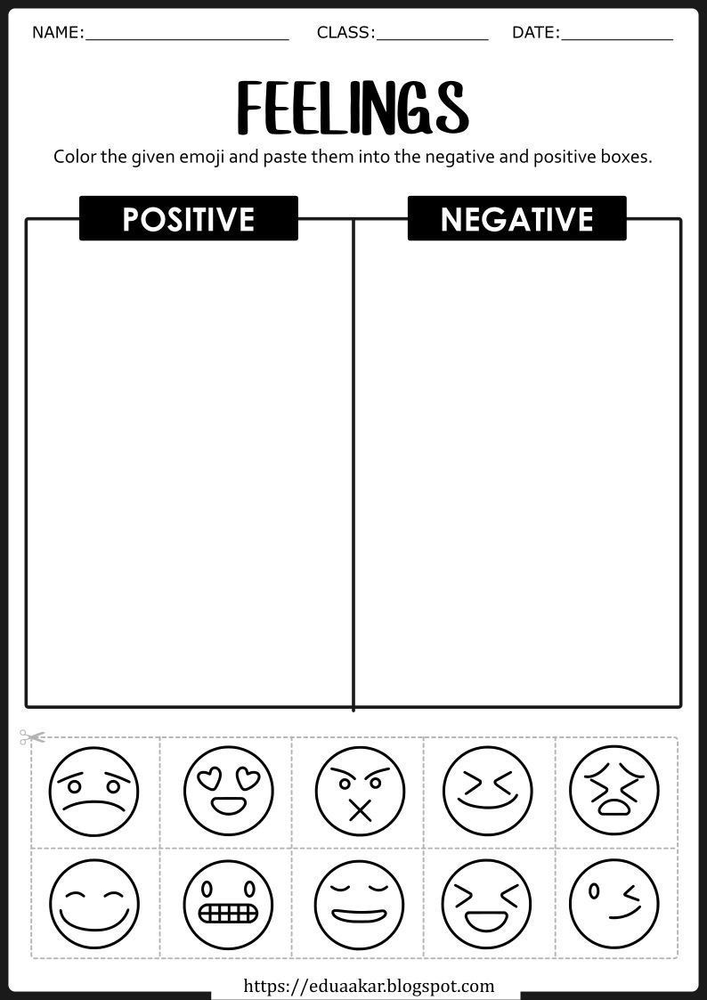 NAME:______________________ CLASS:____________ DATE:____________
FEELINGS
Color the given emoji and paste them into the negative and positive boxes.
POSITIVE NEGATIVE
https://eduaakar.blogspot.com